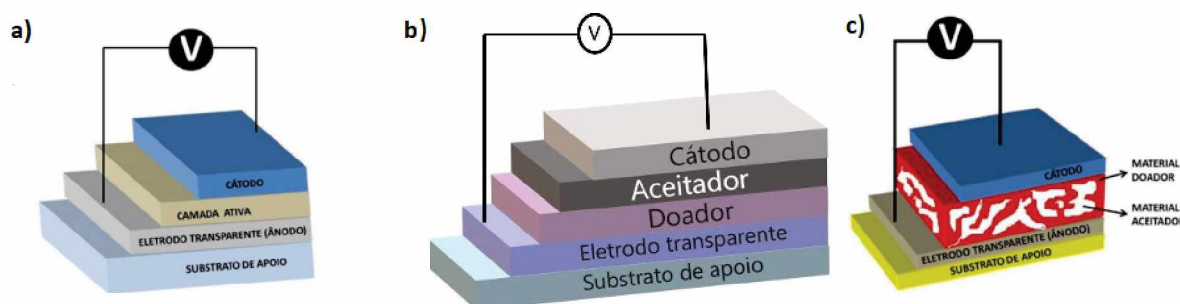 a)
V
CÁTODO
CAMADA ATIVA
ELETRODO TRANSPARENTE (ÂNODO)
SUBSTRATO DE APOIO
b)
V
Cátodo
Aceitador
Doador
Eletrodo transparente
Substrato de apoio
c)
V
CÁTODO
MATERIAL
DOADOR
MATERIAL
ACEITADOR
ELETRODO TRANSPARENTE (ÂNODO)
SUBSTRATO DE APOIO